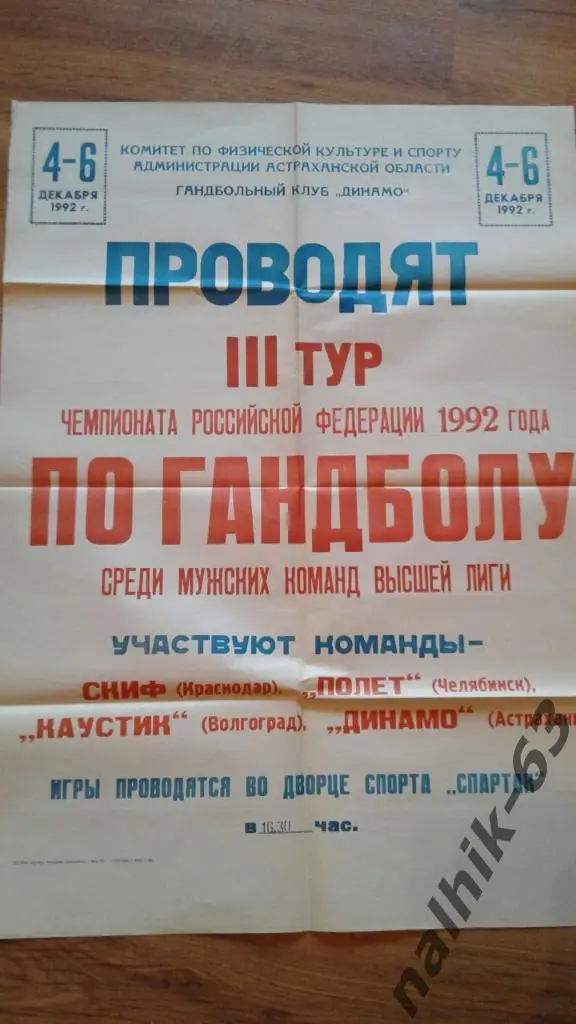 4-6
ДЕКАБРЯ
1992 г.
КОМИТЕТ ПО ФИЗИЧЕСКОЙ КУЛЬТУРЕ И СПОРТУ
АДМИНИСТРАЦИИ АСТРАХАНСКОЙ ОБЛАСТИ
ГАНДБОЛЬНЫЙ КЛУБ „ДИНАМО"
4-6
ДЕКАБРЯ
1992 г.
ПРОВОДЯТ
III ТУР
ЧЕМПИОНАТА РОССИЙСКОЙ ФЕДЕРАЦИИ 1992 ГОДА
ПО ГАНДБОЛУ
СРЕДИ МУЖСКИХ КОМАНД ВЫСШЕЙ ЛИГИ
УЧАСТВУЮТ КОМАНДЫ-
СКИФ (Краснодар), „ПОЛЕТ" (Челябинск),
„КАУСТИК" (Волгоград), „ДИНАМО" (Астрахан
ИГРЫ ПРОВОДЯТСЯ ВО ДВОРЦЕ СПОРТА „СПАРТАК"
В 16.30 ЧАС.
nalhik-63